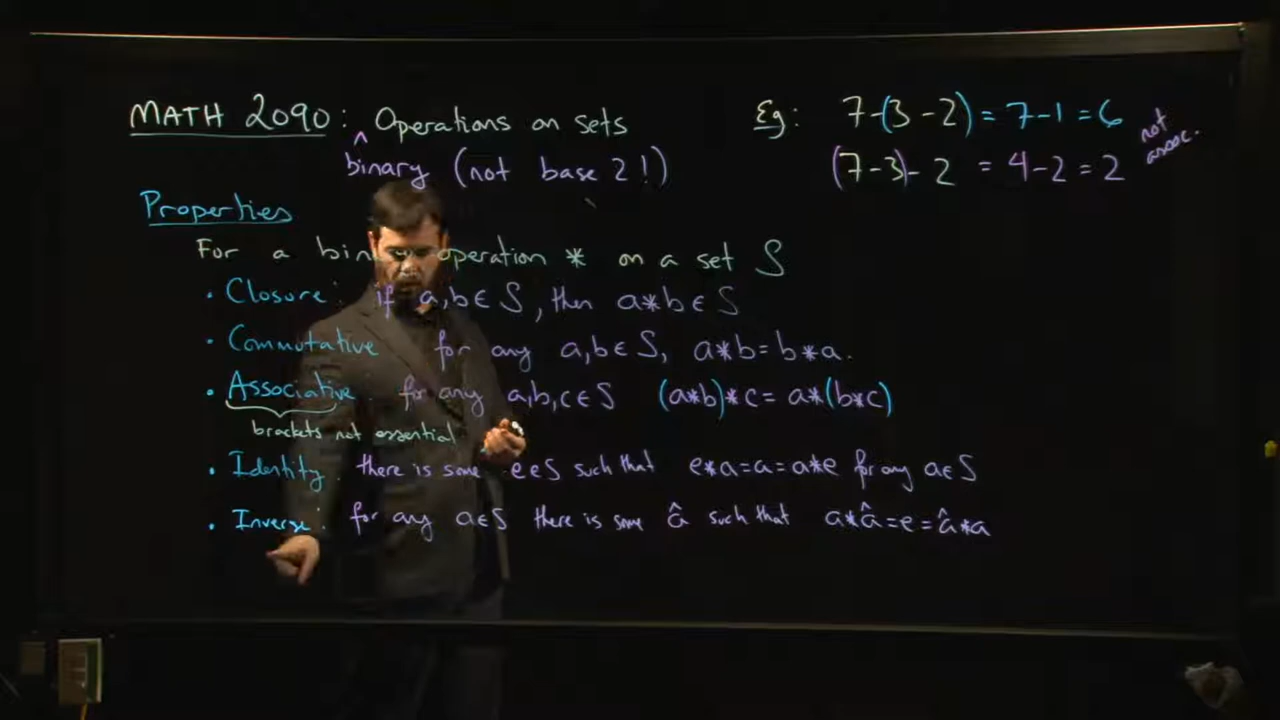 MATH 2090: ^ Operations on sets
binary (not base 2!)
Eg: 7-(3-2) = 7-1 = 6
(7-3)-2 = 4-2 = 2
not assoc.
Properties
For a binary operation * on a set S
• Closure: if a,b∈S, then a*b∈S
• Commutative for any a,b∈S, a*b=b*a.
• Associative: for any a,b,c∈S (a*b)*c= a*(b*c)
brackets not essential
• Identity: there is some e∈S such that e*a=a=a*e for any a∈S
• Inverse: for any a∈S there is some â such that a*â=e=â*a